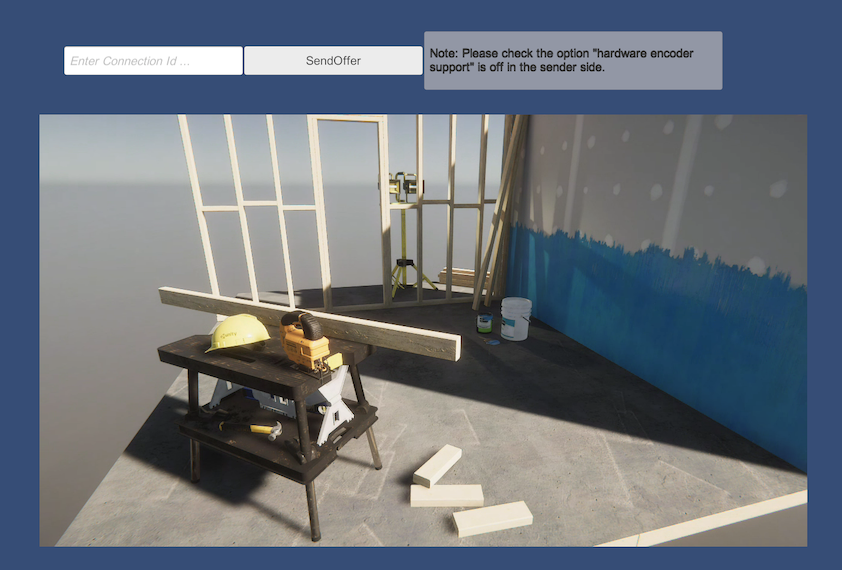 Enter Connection Id ...
SendOffer
Note: Please check the option "hardware encoder
support" is off in the sender side.